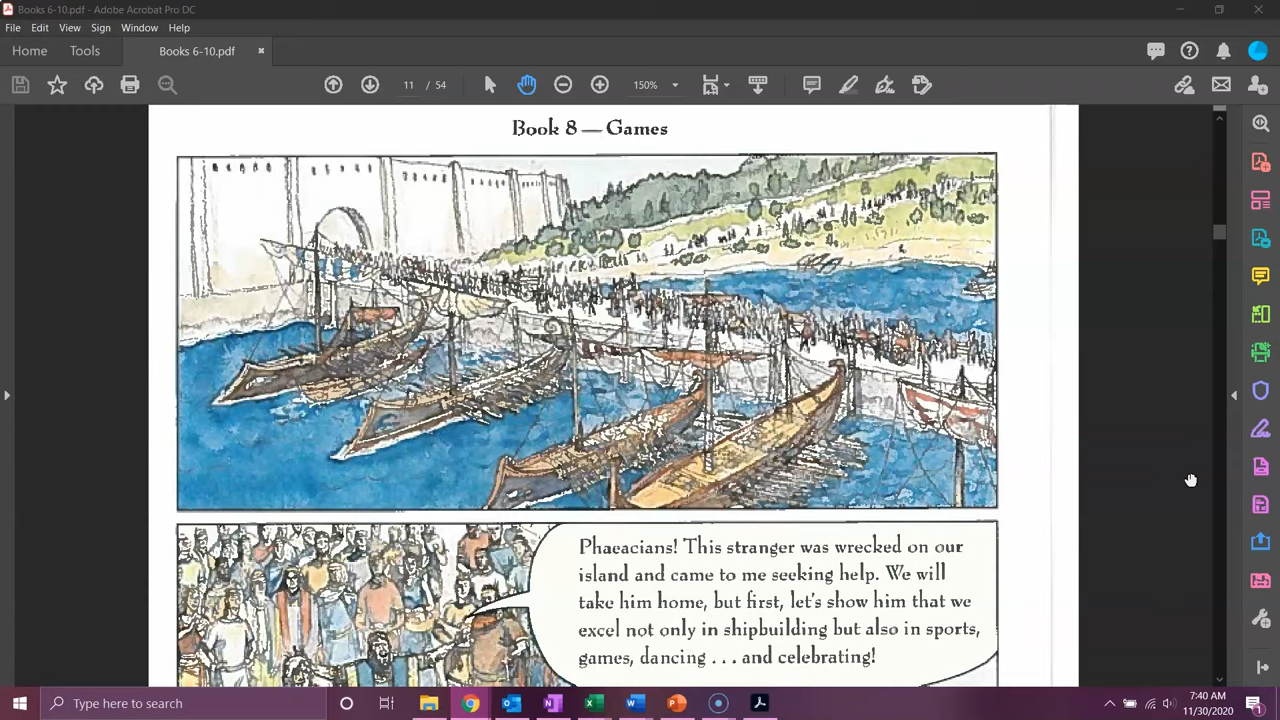 Books 6-10.pdf - Adobe Acrobat Pro DC
File Edit View Sign Window Help
Home Tools Books 6-10.pdf
11 / 54 150%
Book 8 — Games
Phaeacians! This stranger was wrecked on our
island and came to me seeking help. We will
take him home, but first, let's show him that we
excel not only in shipbuilding but also in sports,
games, dancing . . . and celebrating!
Type here to search
7:40 AM
11/30/2020
1